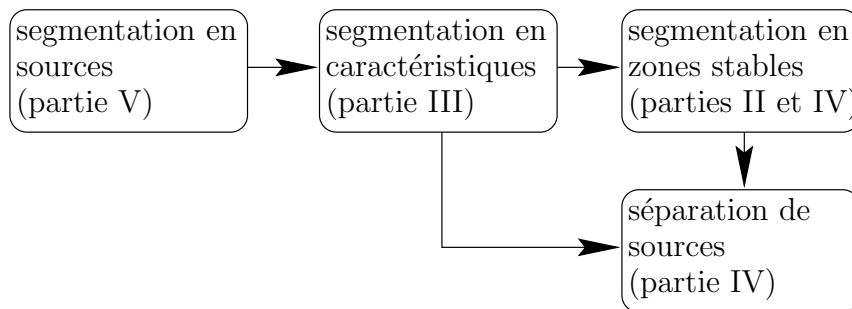 segmentation en
sources
(partie V)
segmentation en
caractéristiques
(partie III)
segmentation en
zones stables
(parties II et IV)
séparation de
sources
(partie IV)